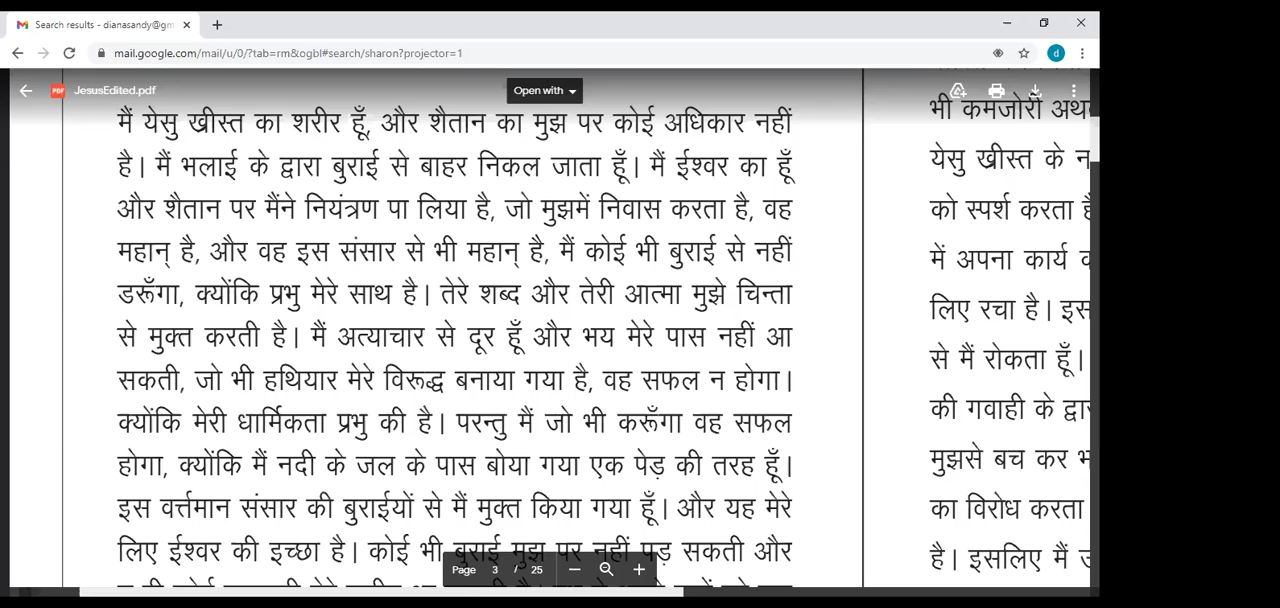 Search results - dianasandy@gm
mail.google.com/mail/u/0/?tab=rm&ogbl#search/sharon?projector=1
d
PDF JesusEdited.pdf
Open with
मैं येसु ख्रीस्त का शरीर हूँ, और शैतान का मुझ पर कोई अधिकार नहीं
है। मैं भलाई के द्वारा बुराई से बाहर निकल जाता हूँ। मैं ईश्वर का हूँ
और शैतान पर मैंने नियंत्रण पा लिया है, जो मुझमें निवास करता है, वह
महान् है, और वह इस संसार से भी महान् है, मैं कोई भी बुराई से नहीं
डरूँगा, क्योंकि प्रभु मेरे साथ है। तेरे शब्द और तेरी आत्मा मुझे चिन्ता
से मुक्त करती है। मैं अत्याचार से दूर हूँ और भय मेरे पास नहीं आ
सकती, जो भी हथियार मेरे विरूद्ध बनाया गया है, वह सफल न होगा।
क्योंकि मेरी धार्मिकता प्रभु की है। परन्तु मैं जो भी करूँगा वह सफल
होगा, क्योंकि मैं नदी के जल के पास बोया गया एक पेड़ की तरह हूँ।
इस वर्त्तमान संसार की बुराईयों से मैं मुक्त किया गया हूँ। और यह मेरे
लिए ईश्वर की इच्छा है। कोई भी बुराई मुझ पर नहीं पड़ सकती और
भी कमजोरी
येसु ख्रीस्त के
को स्पर्श करता
में अपना कार्य
लिए रचा है। इस
से मैं रोकता हूँ।
की गवाही के
मुझसे बच कर
का विरोध करता
है। इसलिए मैं
Page 3 / 25